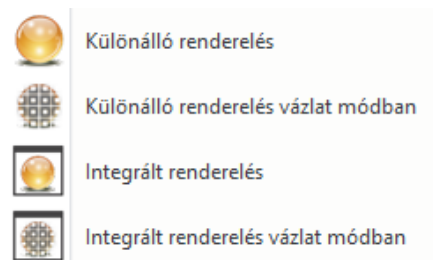 Különálló renderelés
Különálló renderelés vázlat módban
Integrált renderelés
Integrált renderelés vázlat módban